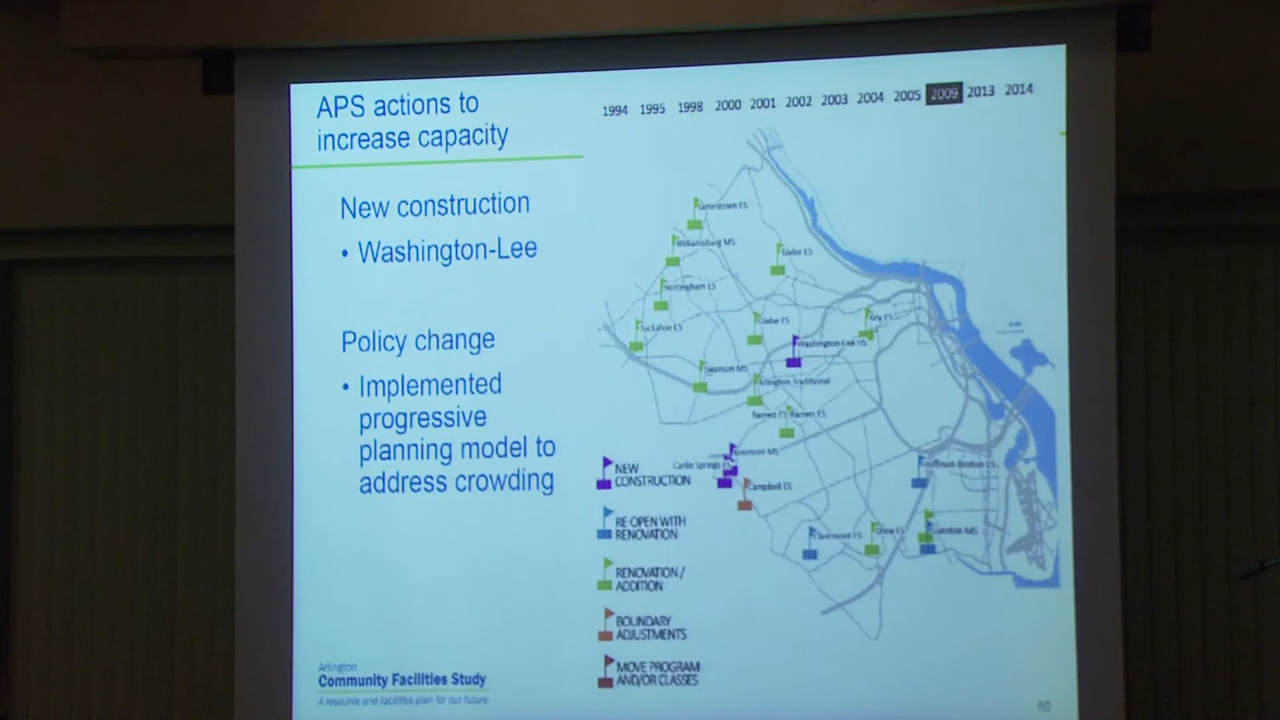 APS actions to
increase capacity
1994 1995 1998 2000 2001 2002 2003 2004 2005 2009 2013 2014
New construction
• Washington-Lee
Policy change
• Implemented
progressive
planning model to
address crowding
Jamestown ES
Williamsburg MS
Taylor ES
Nottingham ES
Tuckahoe ES
Glebe ES
Key ES
Washington-Lee HS
Swanson MS
Arlington Traditional
Barrett ES Barrett ES
Kenmore MS
Carlin Springs ES
Campbell ES
Hoffman-Boston ES
Claremont ES
Drew ES
Gunston MS
NEW
CONSTRUCTION
RE-OPEN WITH
RENOVATION
RENOVATION /
ADDITION
BOUNDARY
ADJUSTMENTS
MOVE PROGRAM
AND/OR CLASSES
Arlington
Community Facilities Study
A resource and facilities plan for our future
60